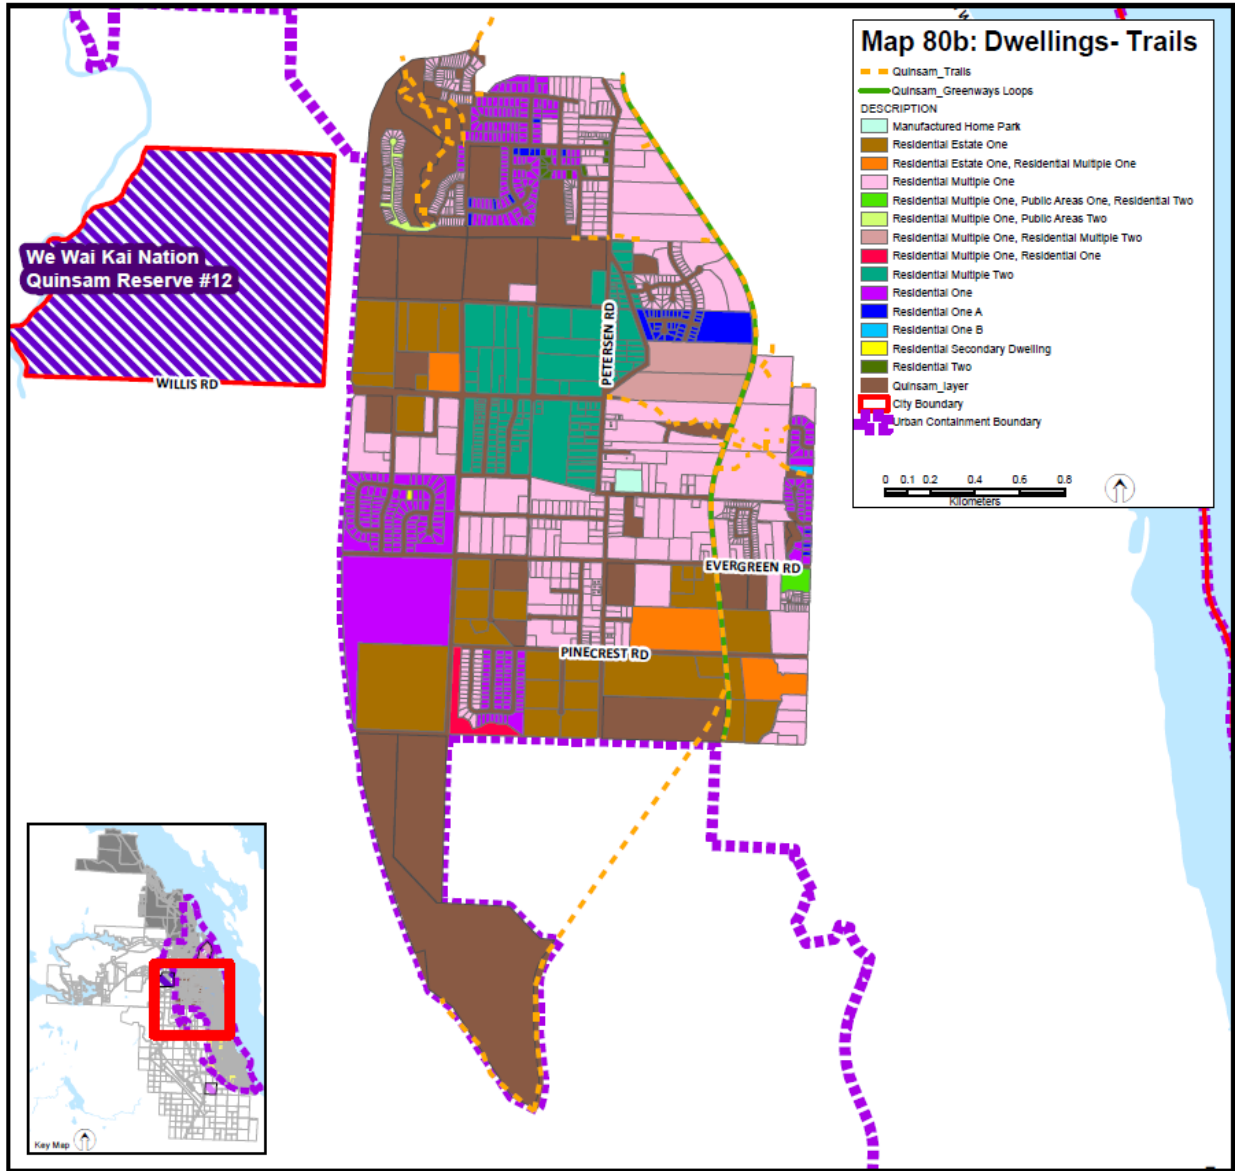 Map 80b: Dwellings- Trails
Quinsam_Trails
Quinsam_Greenways Loops
DESCRIPTION
Manufactured Home Park
Residential Estate One
Residential Estate One, Residential Multiple One
Residential Multiple One
Residential Multiple One, Public Areas One, Residential Two
Residential Multiple One, Public Areas Two
Residential Multiple One, Residential Multiple Two
Residential Multiple One, Residential One
Residential Multiple Two
Residential One
Residential One A
Residential One B
Residential Secondary Dwelling
Residential Two
Quinsam_layer
City Boundary
Urban Containment Boundary
0 0.1 0.2 0.4 0.6 0.8
Kilometers
We Wai Kai Nation
Quinsam Reserve #12
WILLIS RD
PETERSEN RD
EVERGREEN RD
PINECREST RD
Key Map